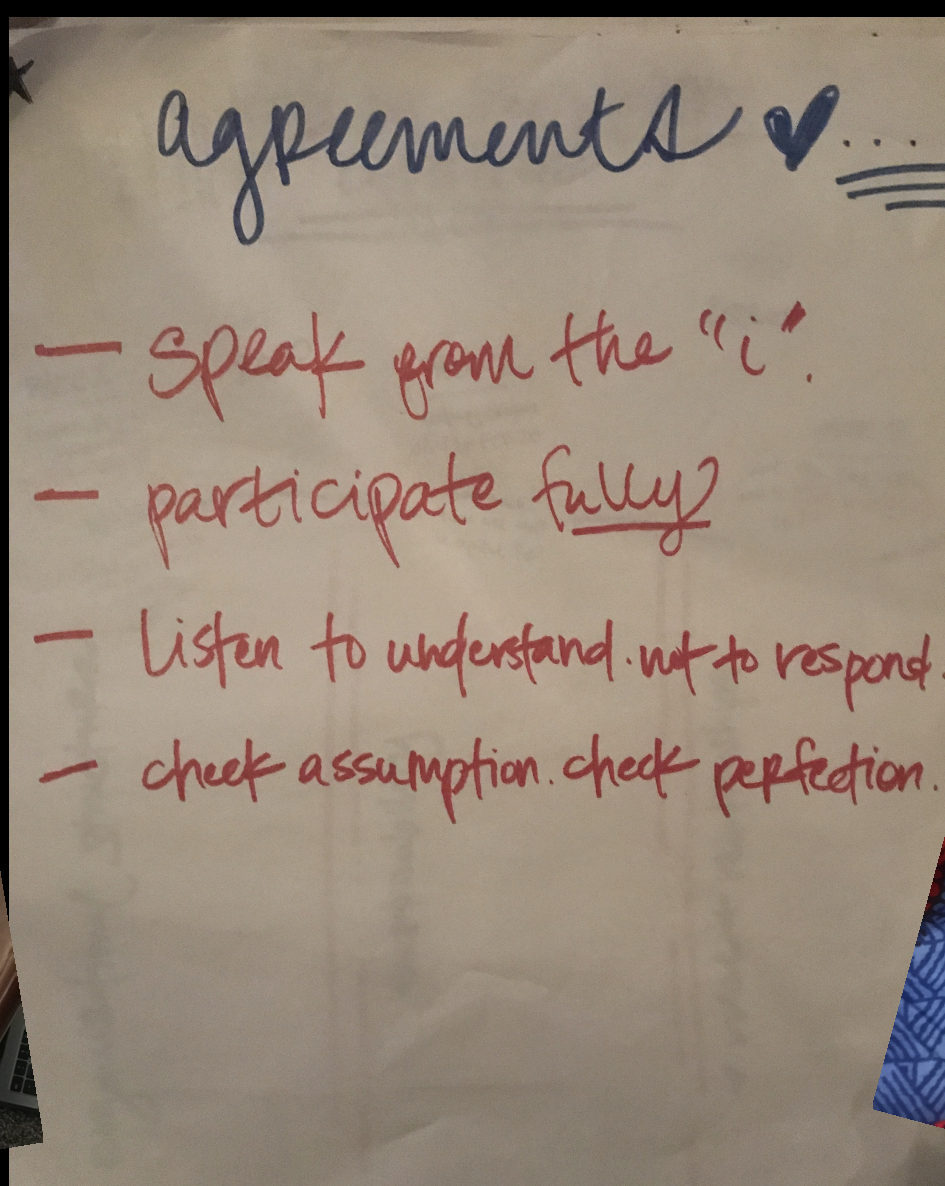 agreements ♥ ...
- speak from the "i".
- participate fully
- Listen to understand. not to respond.
- check assumption. check perfection.